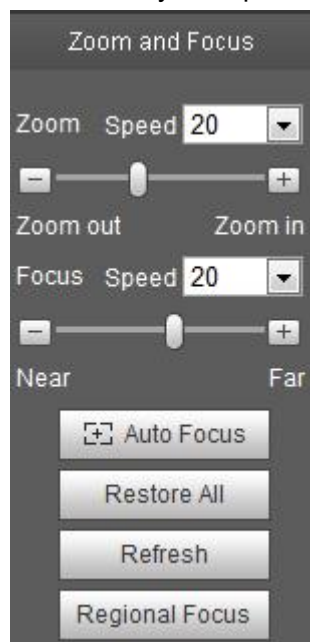 Zoom and Focus
Zoom Speed 20
Zoom out Zoom in
Focus Speed 20
Near Far
Auto Focus
Restore All
Refresh
Regional Focus